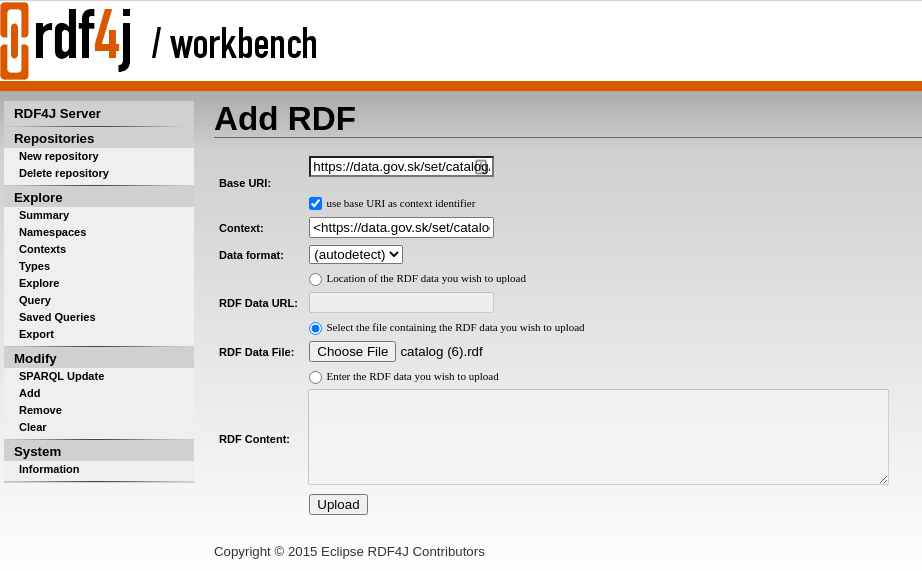 rdf4j / workbench
RDF4J Server
Repositories
New repository
Delete repository
Explore
Summary
Namespaces
Contexts
Types
Explore
Query
Saved Queries
Export
Modify
SPARQL Update
Add
Remove
Clear
System
Information
Add RDF
Base URI: https://data.gov.sk/set/catalog
use base URI as context identifier
Context: <https://data.gov.sk/set/catalo
Data format: (autodetect)
Location of the RDF data you wish to upload
RDF Data URL:
Select the file containing the RDF data you wish to upload
RDF Data File: Choose File catalog (6).rdf
Enter the RDF data you wish to upload
RDF Content:
Upload
Copyright © 2015 Eclipse RDF4J Contributors